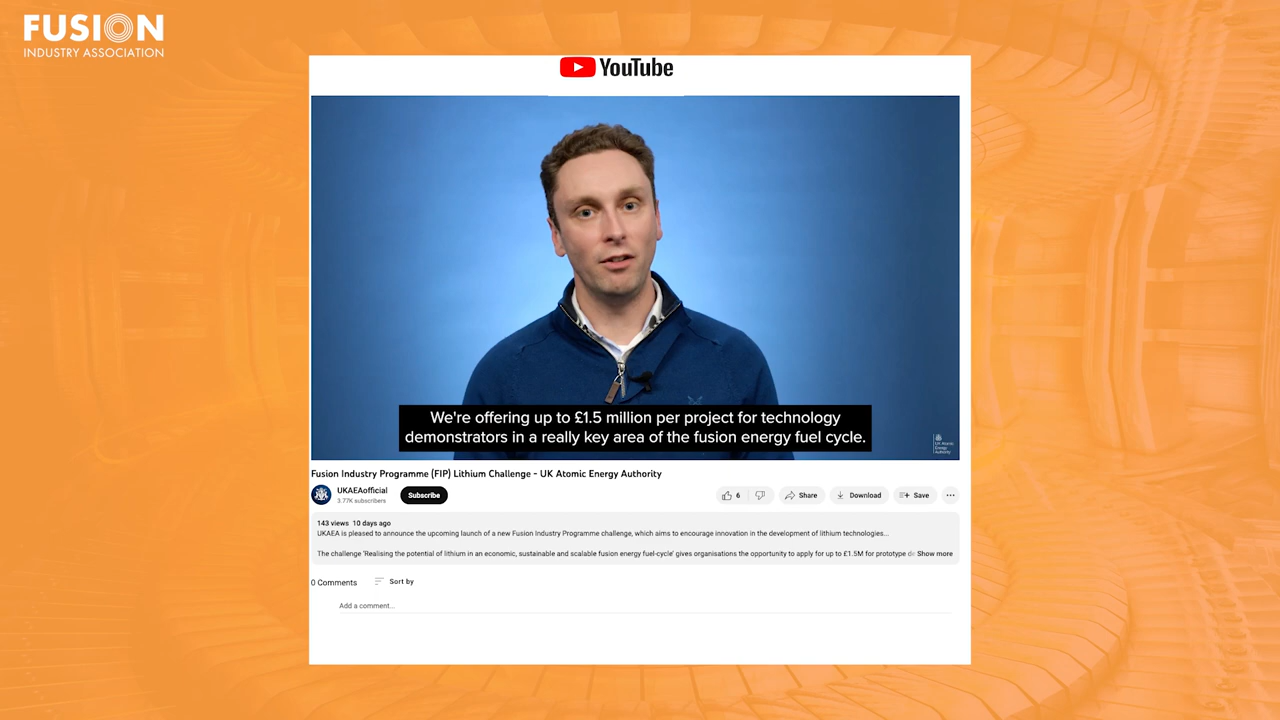 FUSION
INDUSTRY ASSOCIATION
YouTube
We're offering up to £1.5 million per project for technology
demonstrators in a really key area of the fusion energy fuel cycle.
UK Atomic
Energy
Authority
Fusion Industry Programme (FIP) Lithium Challenge - UK Atomic Energy Authority
UKAEAofficial
3.77K subscribers
Subscribe
6
Share
Download
Save
143 views 10 days ago
UKAEA is pleased to announce the upcoming launch of a new Fusion Industry Programme challenge, which aims to encourage innovation in the development of lithium technologies...
The challenge 'Realising the potential of lithium in an economic, sustainable and scalable fusion energy fuel-cycle' gives organisations the opportunity to apply for up to £1.5M for prototype de Show more
0 Comments
Sort by
Add a comment...